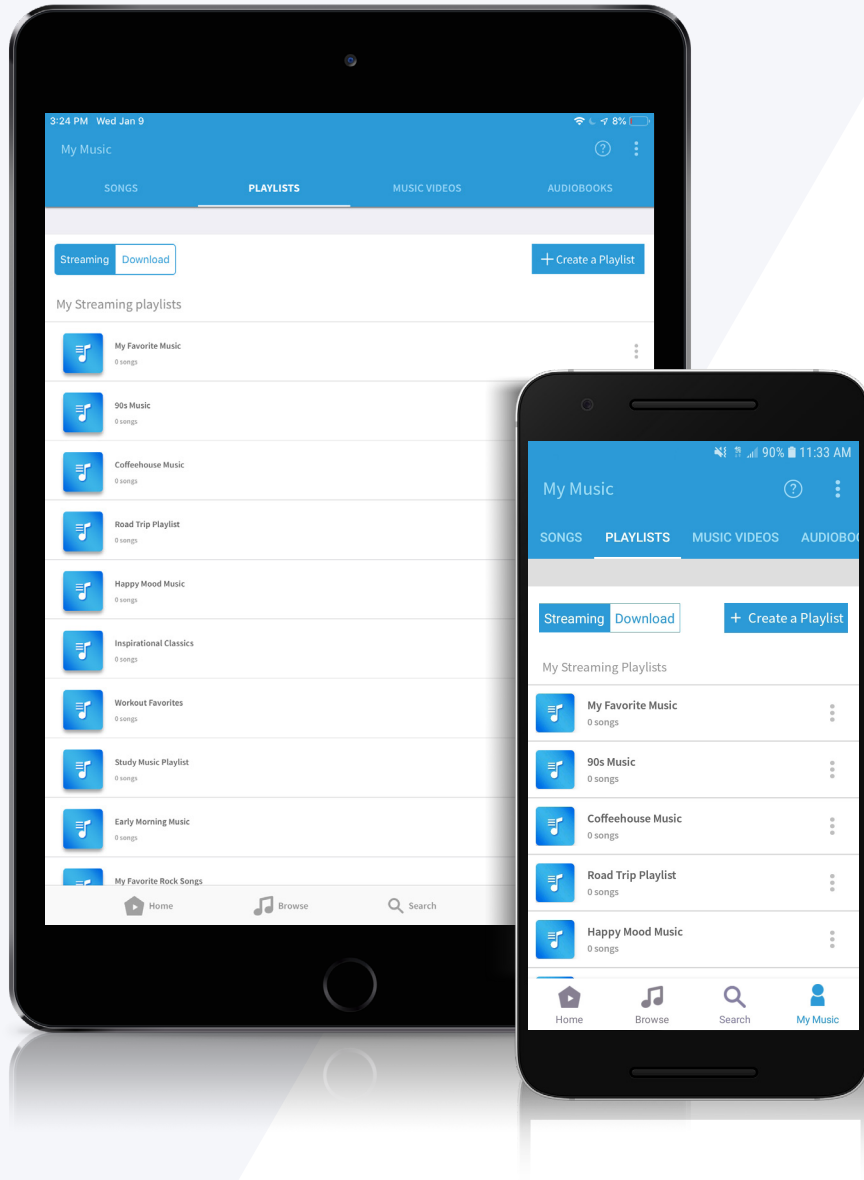 3:24 PM Wed Jan 9
8%
My Music
?
SONGS PLAYLISTS MUSIC VIDEOS AUDIOBOOKS
Streaming Download
+ Create a Playlist
My Streaming playlists
My Favorite Music
0 songs
90s Music
0 songs
Coffeehouse Music
0 songs
Road Trip Playlist
0 songs
Happy Mood Music
0 songs
Inspirational Classics
0 songs
Workout Favorites
0 songs
Study Music Playlist
0 songs
Early Morning Music
0 songs
My Favorite Rock Songs
Home Browse Search
90% 11:33 AM
My Music
?
SONGS PLAYLISTS MUSIC VIDEOS AUDIOBOO
Streaming Download
+ Create a Playlist
My Streaming Playlists
My Favorite Music
0 songs
90s Music
0 songs
Coffeehouse Music
0 songs
Road Trip Playlist
0 songs
Happy Mood Music
0 songs
Home Browse Search My Music